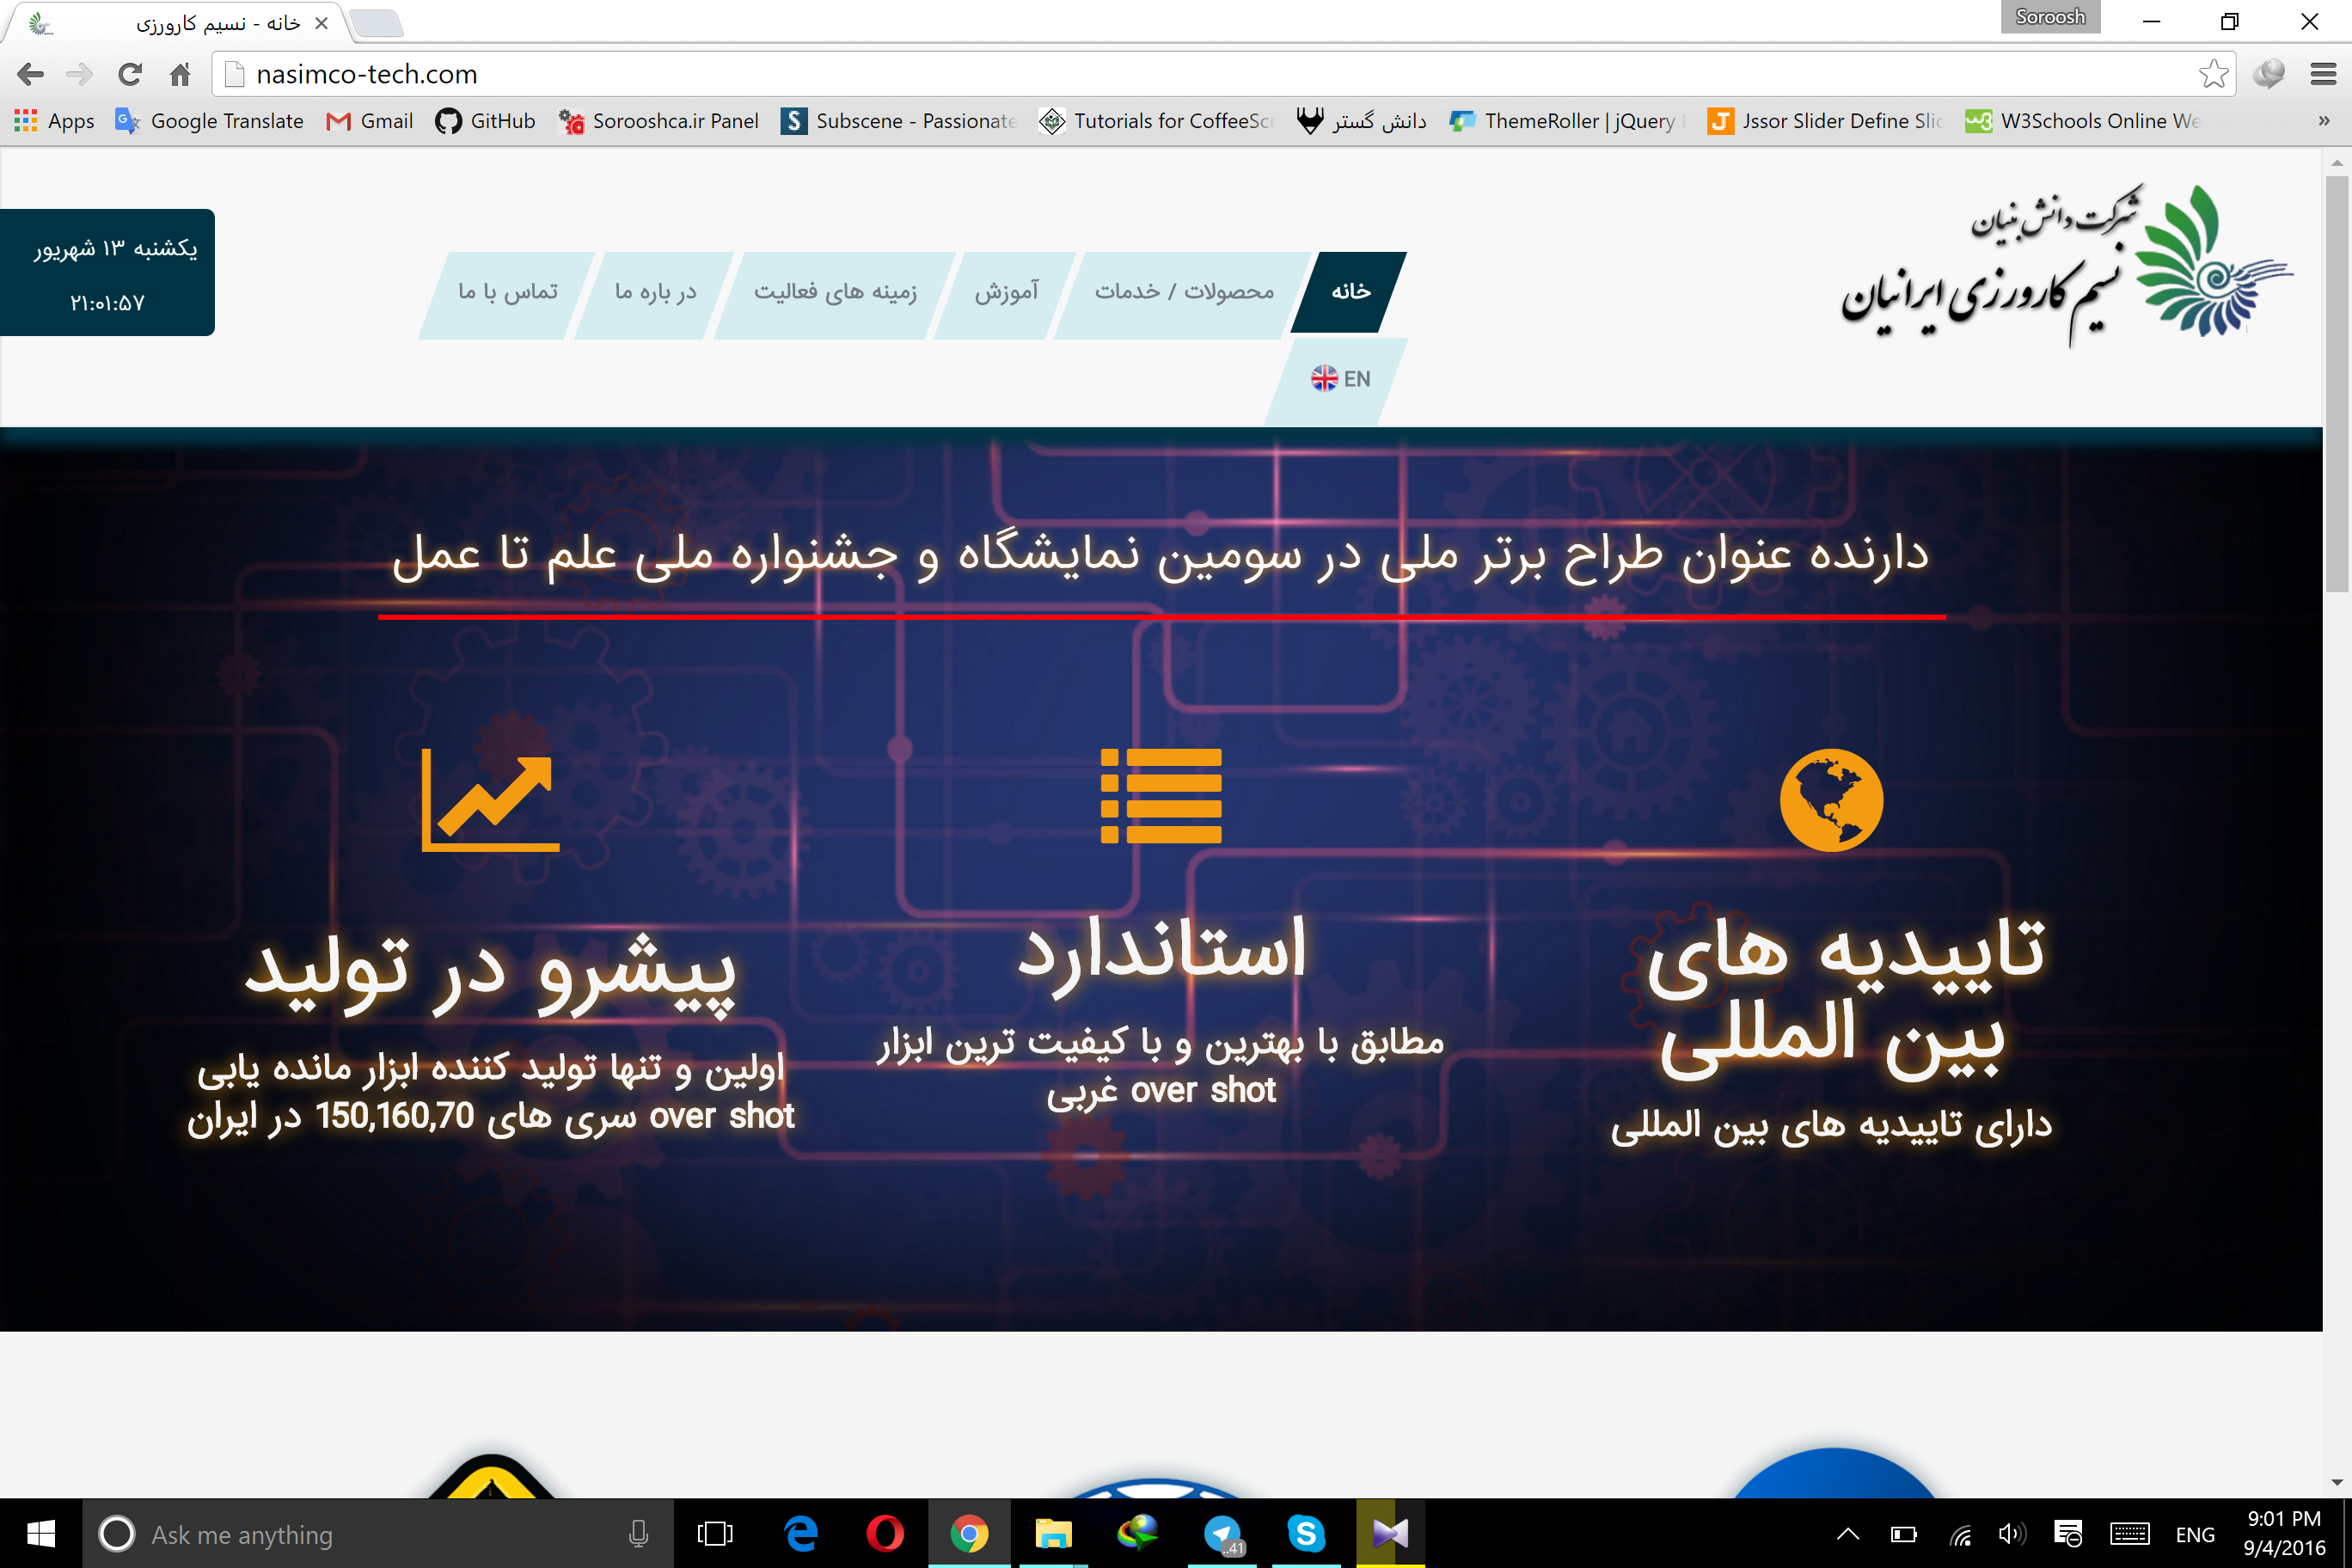 خانه - نسیم کارورزی
Soroosh
nasimco-tech.com
Apps
Google Translate
Gmail
GitHub
Sorooshca.ir Panel
Subscene - Passionate
Tutorials for CoffeeScr
دانش گستر
ThemeRoller | jQuery
Jssor Slider Define Slid
W3Schools Online We
»
شرکت دانش بنیان
نسیم کارورزی ایرانیان
یکشنبه ۱۳ شهریور
۲۱:۰۱:۵۷
خانه
محصولات / خدمات
آموزش
زمینه های فعالیت
در باره ما
تماس با ما
EN
دارنده عنوان طراح برتر ملی در سومین نمایشگاه و جشنواره ملی علم تا عمل
تاییدیه های
بین المللی
دارای تاییدیه های بین المللی
استاندارد
مطابق با بهترین و با کیفیت ترین ابزار
over shot غربی
پیشرو در تولید
اولین و تنها تولید کننده ابزار مانده یابی
over shot سری های 150,160,70 در ایران
Ask me anything
..41
ENG
9:01 PM
9/4/2016